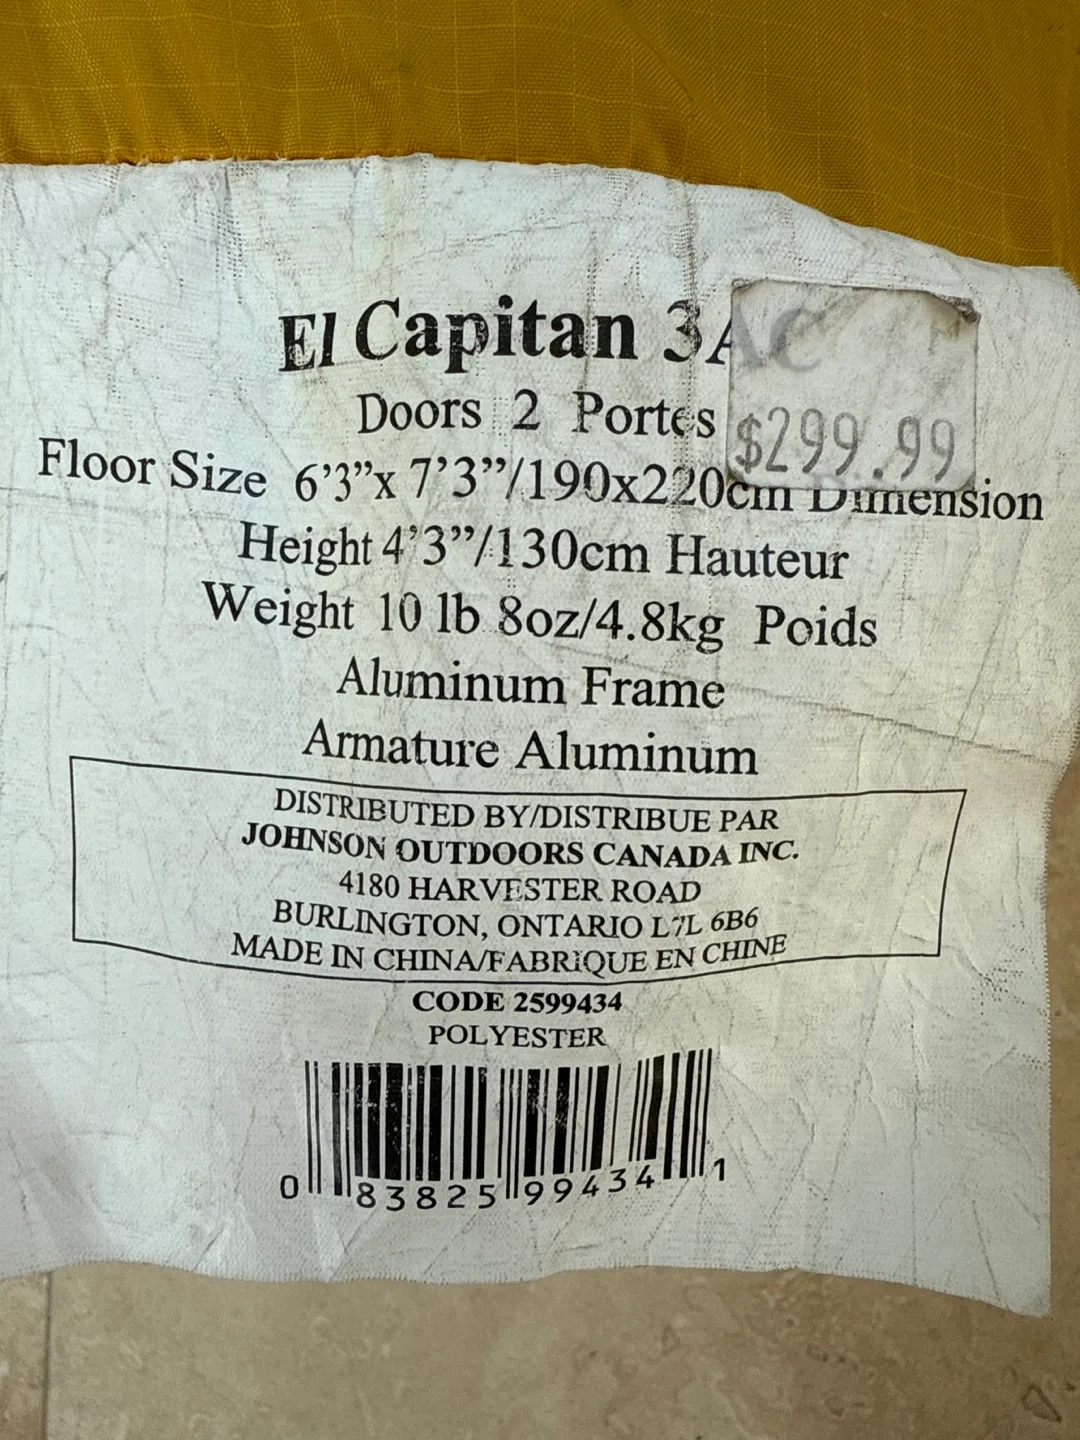 El Capitan 3AC
$299.99
Doors 2 Portes
Floor Size 6'3"x 7'3"/190x220cm Dimension
Height 4'3"/130cm Hauteur
Weight 10 lb 8oz/4.8kg Poids
Aluminum Frame
Armature Aluminum
DISTRIBUTED BY/DISTRIBUE PAR
JOHNSON OUTDOORS CANADA INC.
4180 HARVESTER ROAD
BURLINGTON, ONTARIO L7L 6B6
MADE IN CHINA/FABRIQUE EN CHINE
CODE 2599434
POLYESTER
0 83825 99434 1